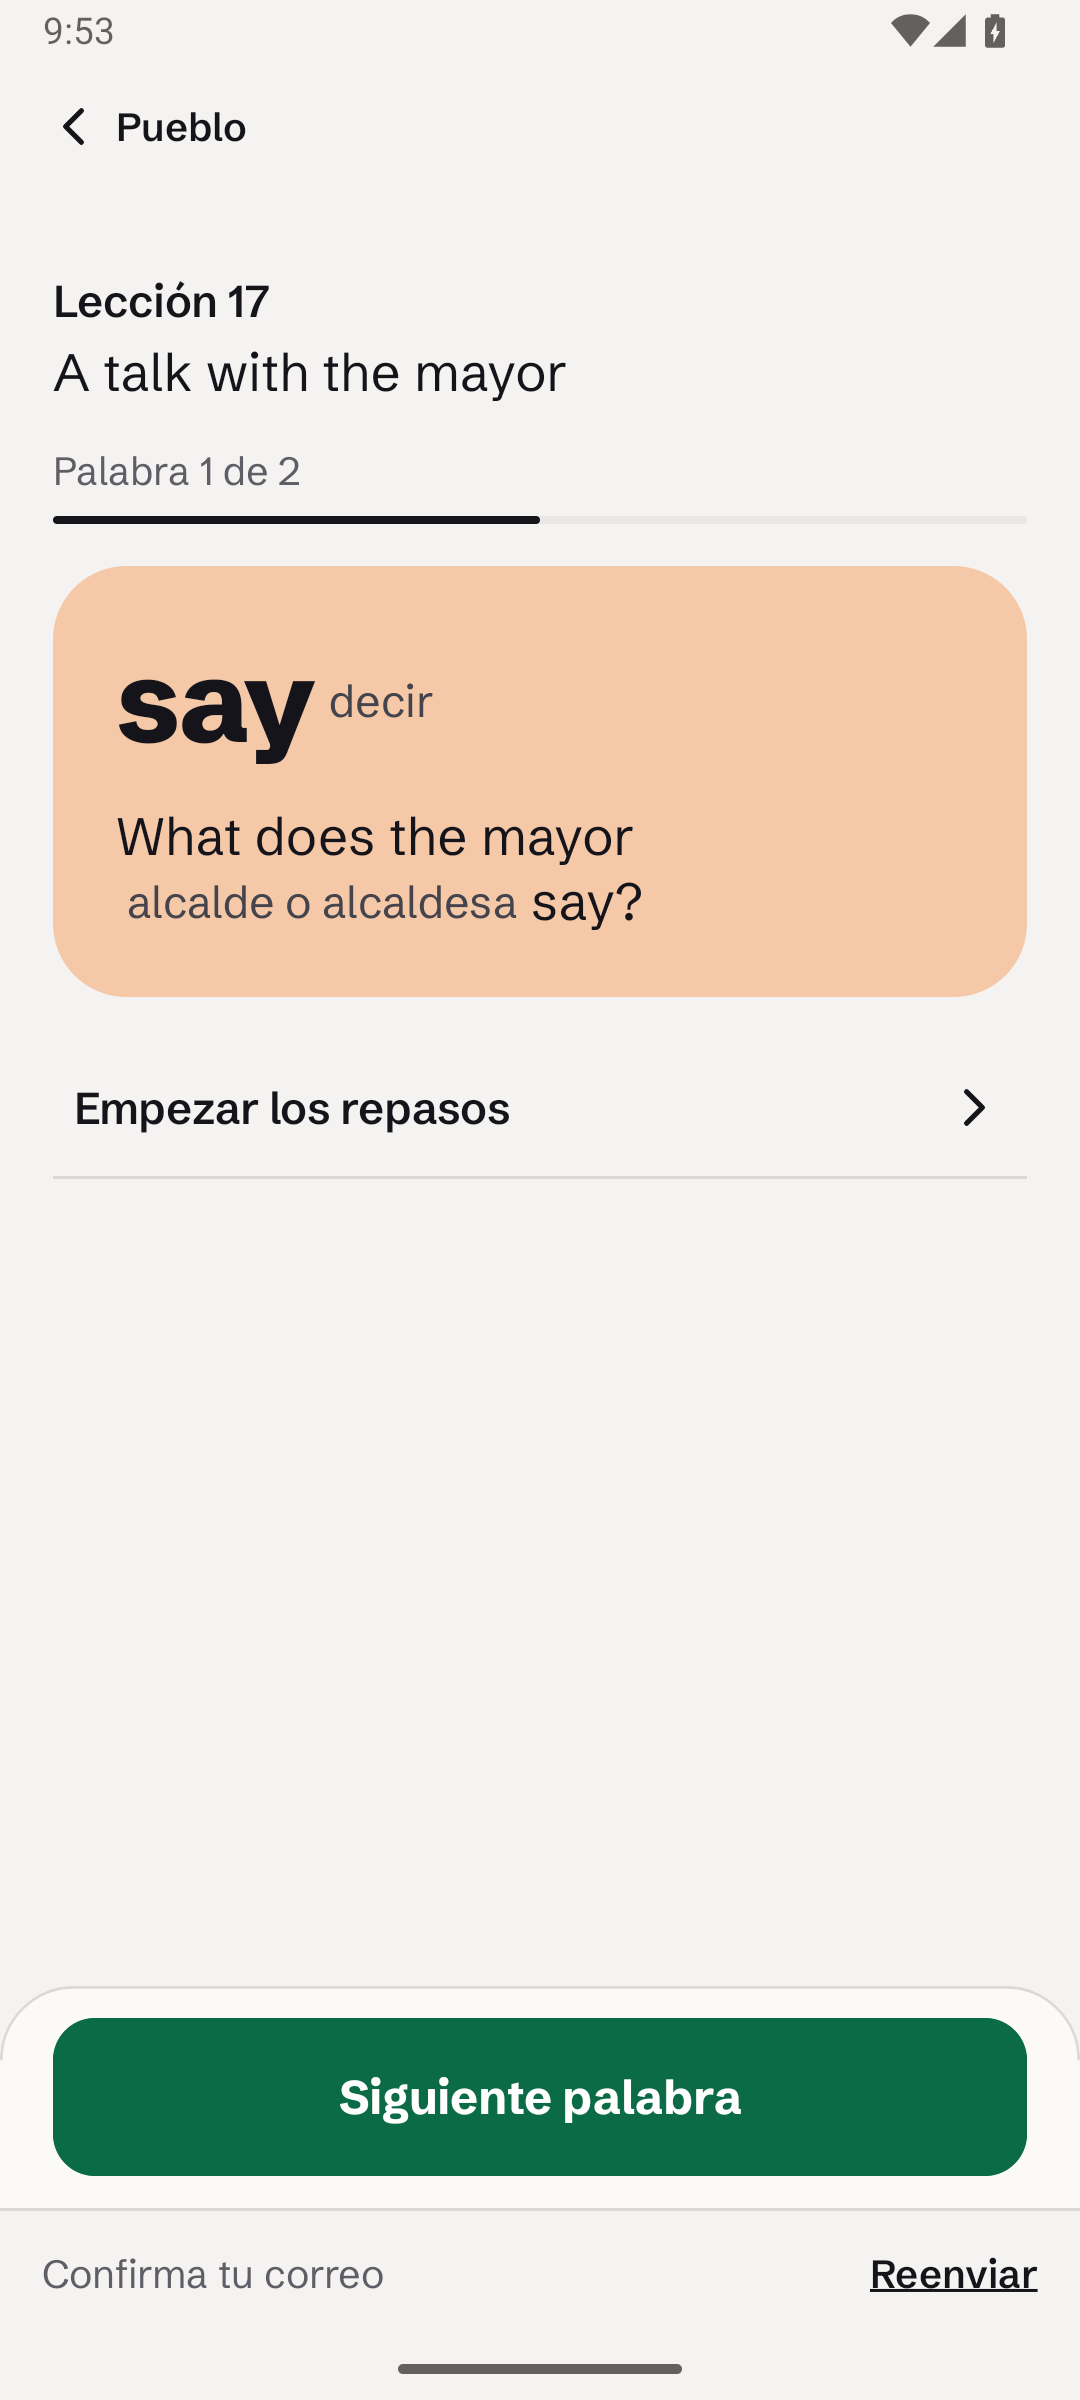 9:53
Pueblo
Lección 17
A talk with the mayor
Palabra 1 de 2
say decir
What does the mayor
alcalde o alcaldesa say?
Empezar los repasos
Siguiente palabra
Confirma tu correo
Reenviar